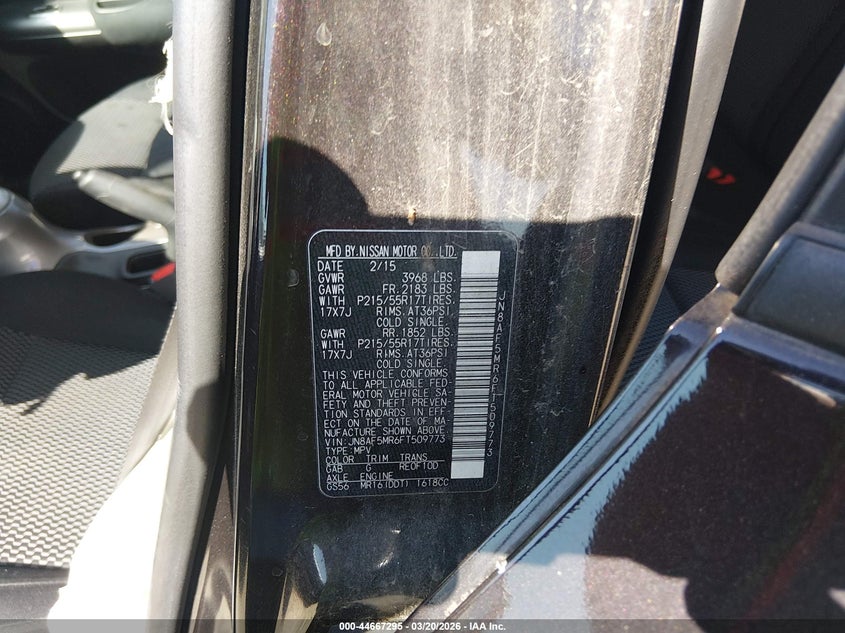 MFD BY.NISSAN MOTOR CO.,LTD.
DATE 2/15
GVWR 3968 LBS.
GAWR FR.2183 LBS.
WITH P215/55R17TIRES.
17X7J RIMS.AT36PSI,
COLD SINGLE.
GAWR RR.1852 LBS.
WITH P215/55R17TIRES.
17X7J RIMS.AT36PSI
COLD SINGLE.
THIS VEHICLE CONFORMS
TO ALL APPLICABLE FED-
ERAL MOTOR VEHICLE SA-
FETY AND THEFT PREVEN-
TION STANDARDS IN EFF-
ECT ON THE DATE OF MA-
NUFACTURE SHOWN ABOVE.
VIN:JN8AF5MR6FT509773
TYPE:MPV
COLOR TRIM TRANS
GAB G RE0F10D
AXLE ENGINE
GS56 MR16(DDT) 1618CC
JN8AF5MR6FT509773
000-44667295 - 03/20/2026 - IAA Inc.